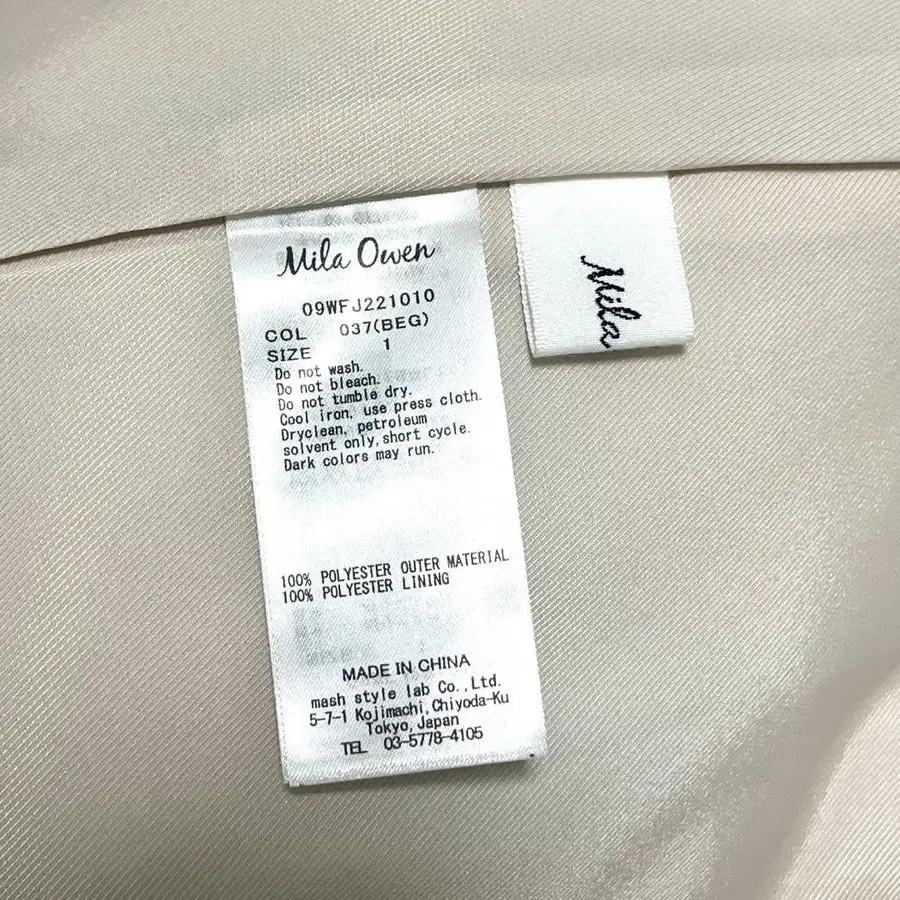 Mila Owen
09WFJ221010
COL 037(BEG)
SIZE 1
Do not wash.
Do not bleach.
Do not tumble dry.
Cool iron, use press cloth.
Dryclean, petroleum
solvent only, short cycle.
Dark colors may run.
100% POLYESTER OUTER MATERIAL
100% POLYESTER LINING
MADE IN CHINA
mash style lab Co.,Ltd.
5-7-1 Kojimachi,Chiyoda-Ku
Tokyo,Japan
TEL 03-5778-4105
Mila